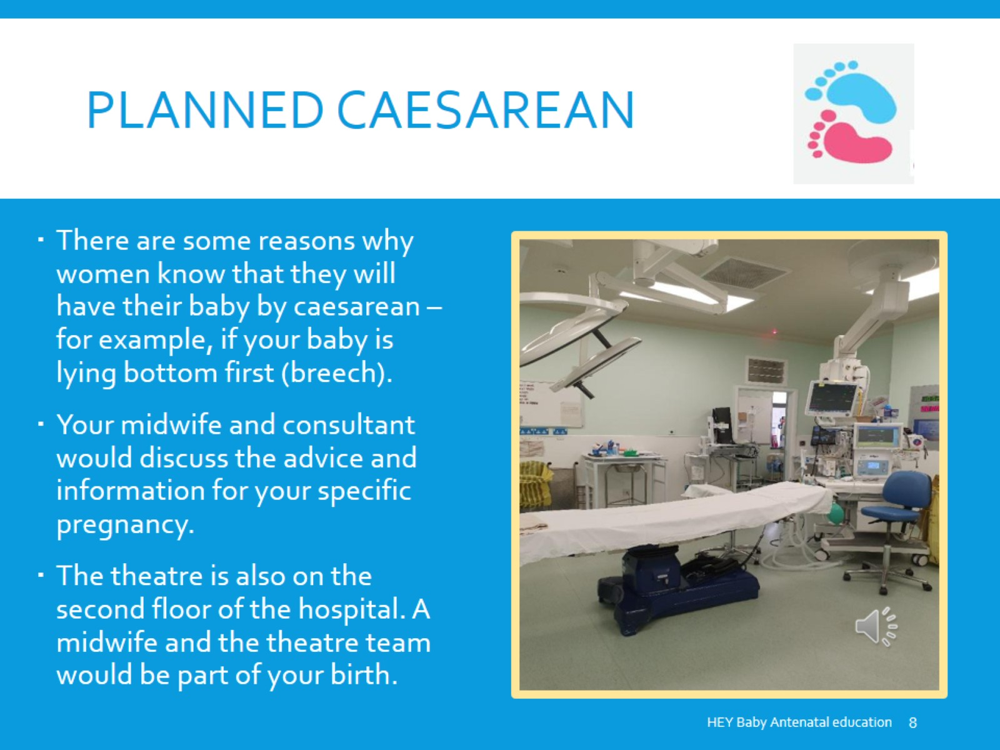 PLANNED CAESAREAN
▪ There are some reasons why
women know that they will
have their baby by caesarean –
for example, if your baby is
lying bottom first (breech).
▪ Your midwife and consultant
would discuss the advice and
information for your specific
pregnancy.
▪ The theatre is also on the
second floor of the hospital. A
midwife and the theatre team
would be part of your birth.
HEY Baby Antenatal education 8